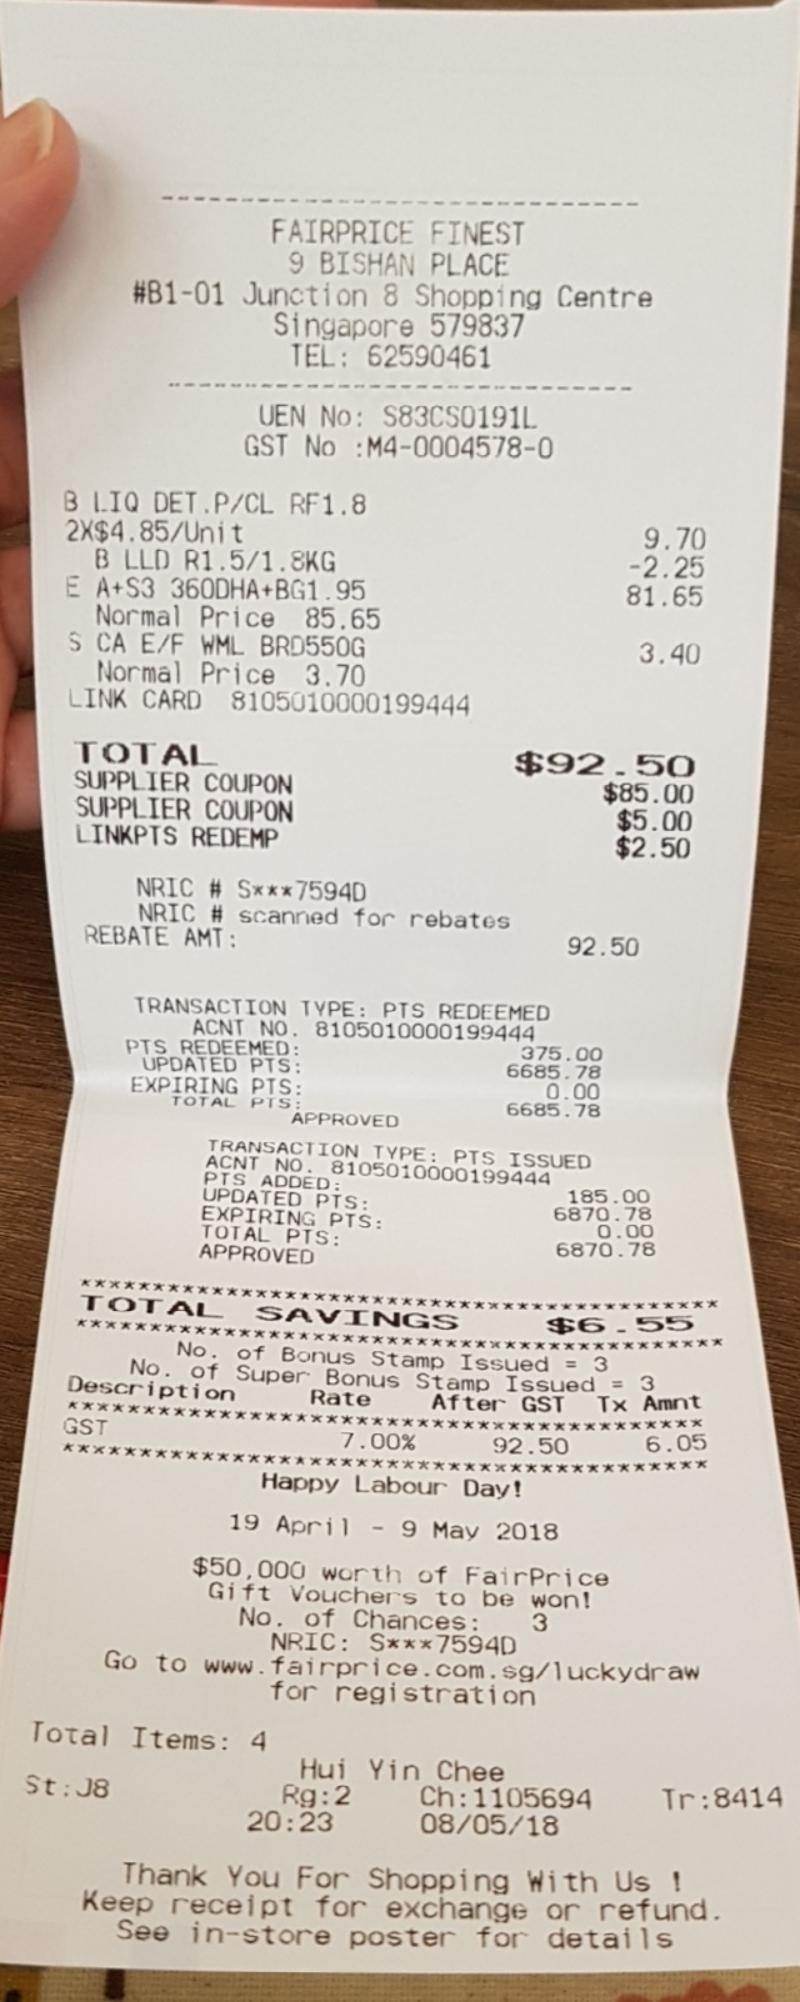 --------------------------------
FAIRPRICE FINEST
9 BISHAN PLACE
#B1-01 Junction 8 Shopping Centre
Singapore 579837
TEL: 62590461
--------------------------------
UEN No: S83CS0191L
GST No :M4-0004578-0
B LIQ DET.P/CL RF1.8
2X$4.85/Unit 9.70
B LLD R1.5/1.8KG -2.25
E A+S3 360DHA+BG1.95 81.65
Normal Price 85.65
S CA E/F WML BRD550G 3.40
Normal Price 3.70
LINK CARD 8105010000199444
TOTAL $92.50
SUPPLIER COUPON $85.00
SUPPLIER COUPON $5.00
LINKPTS REDEMP $2.50
NRIC # S***7594D
NRIC # scanned for rebates
REBATE AMT: 92.50
TRANSACTION TYPE: PTS REDEEMED
ACNT NO. 8105010000199444
PTS REDEEMED: 375.00
UPDATED PTS: 6685.78
EXPIRING PTS: 0.00
TOTAL PTS: 6685.78
APPROVED
TRANSACTION TYPE: PTS ISSUED
ACNT NO. 8105010000199444
PTS ADDED: 185.00
UPDATED PTS: 6870.78
EXPIRING PTS: 0.00
TOTAL PTS: 6870.78
APPROVED
******************************************
TOTAL SAVINGS $6.55
******************************************
No. of Bonus Stamp Issued = 3
No. of Super Bonus Stamp Issued = 3
Description Rate After GST Tx Amnt
******************************************
GST 7.00% 92.50 6.05
******************************************
Happy Labour Day!
19 April - 9 May 2018
$50,000 worth of FairPrice
Gift Vouchers to be won!
No. of Chances: 3
NRIC: S***7594D
Go to www.fairprice.com.sg/luckydraw
for registration
Total Items: 4
Hui Yin Chee
St:J8 Rg:2 Ch:1105694 Tr:8414
20:23 08/05/18
Thank You For Shopping With Us !
Keep receipt for exchange or refund.
See in-store poster for details